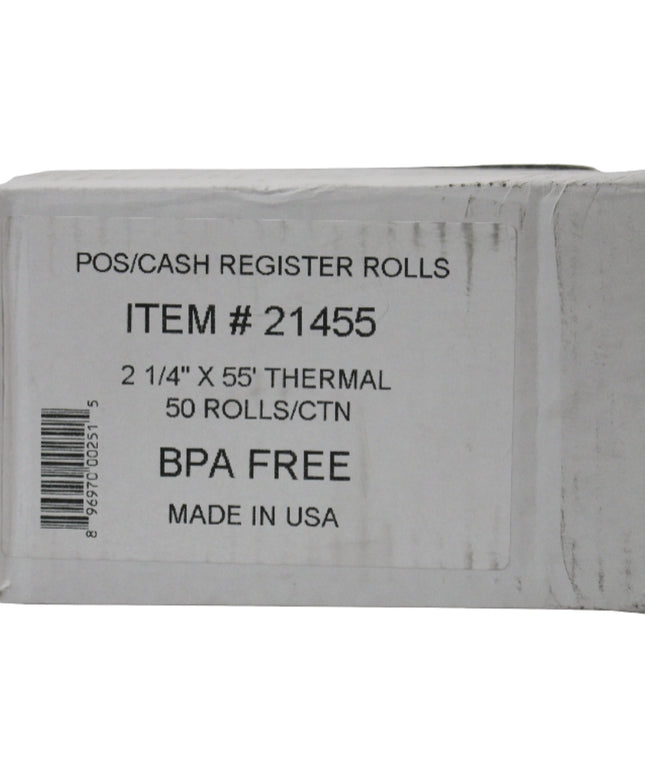 POS/CASH REGISTER ROLLS
ITEM # 21455
2 1/4" X 55' THERMAL
50 ROLLS/CTN
BPA FREE
MADE IN USA
8 96970 00251 5